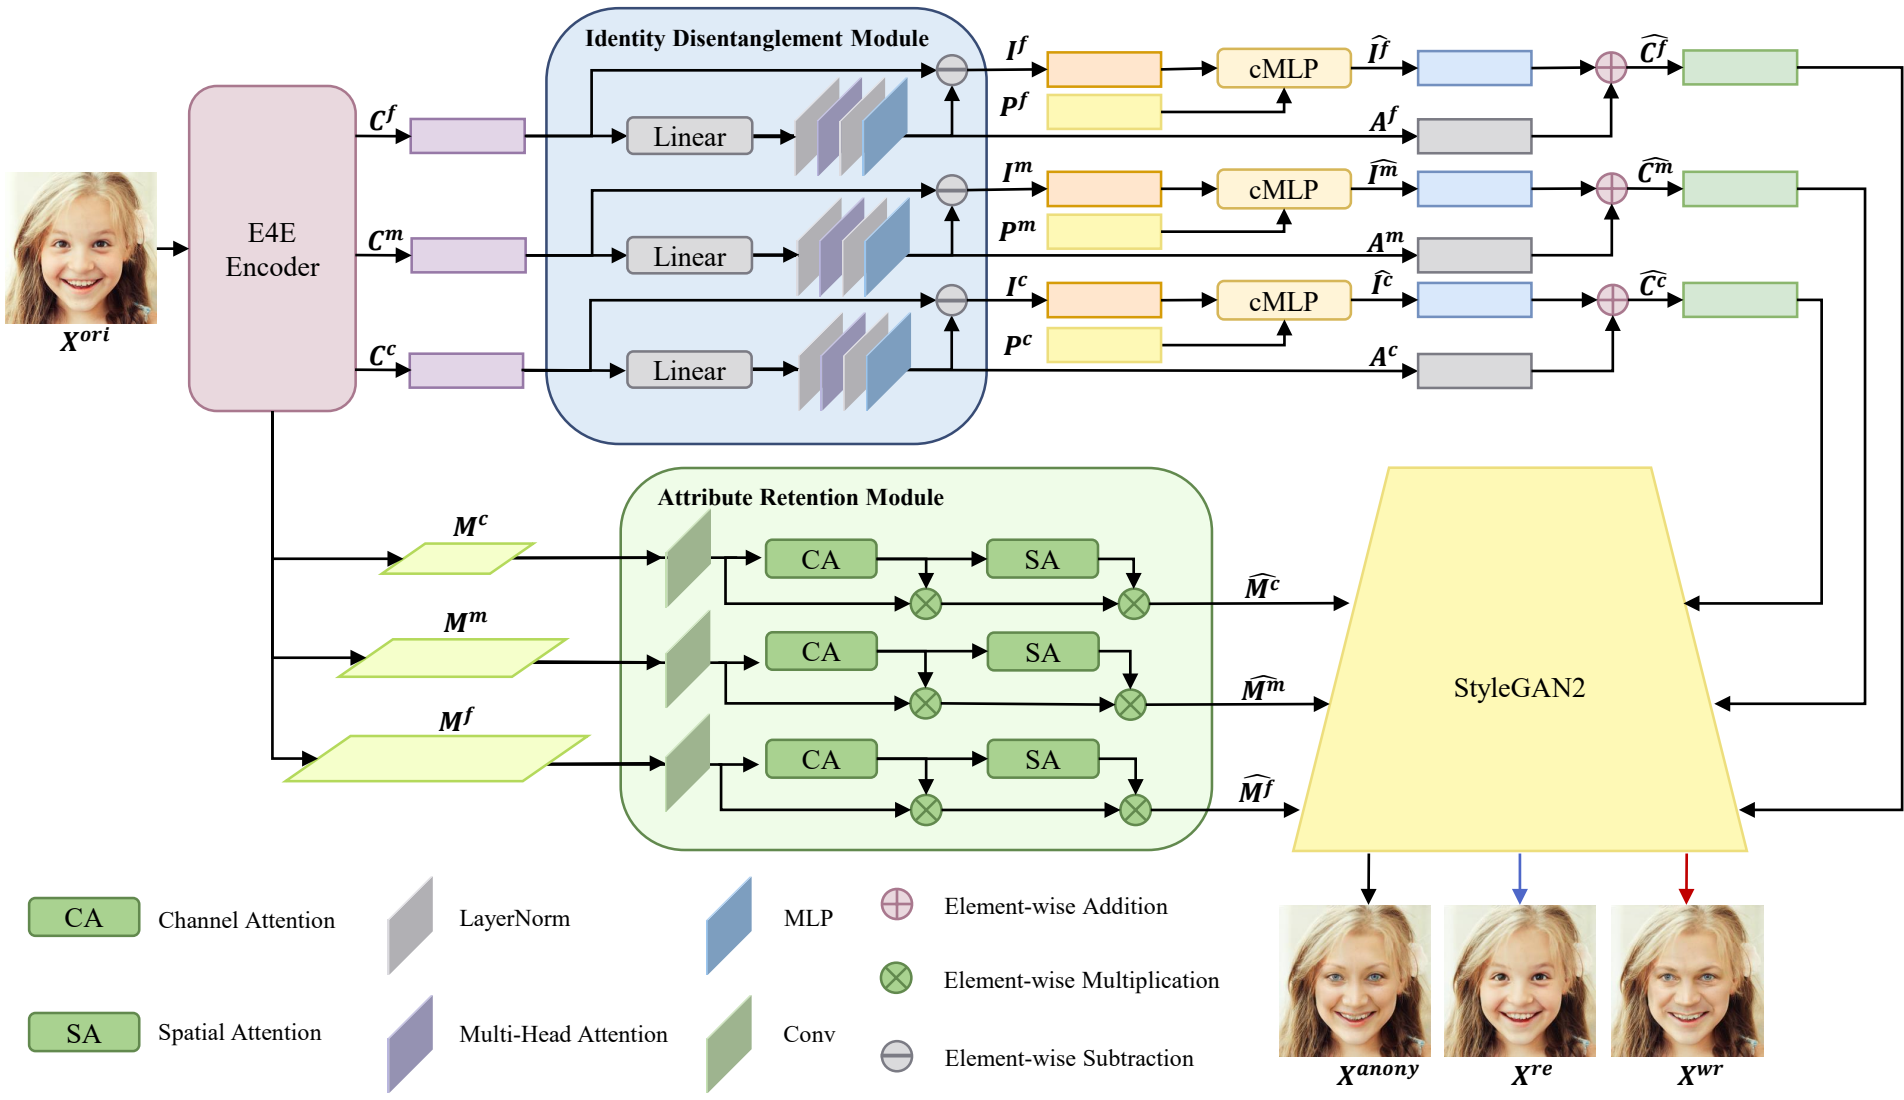 Identity Disentanglement Module
E4E
Encoder
X^ori
C^f
C^m
C^c
Linear
Linear
Linear
I^f
P^f
cMLP
Î^f
A^f
Ĉ^f
I^m
P^m
cMLP
Î^m
A^m
Ĉ^m
I^c
P^c
cMLP
Î^c
A^c
Ĉ^c
Attribute Retention Module
M^c
CA
SA
M̂^c
M^m
CA
SA
M̂^m
M^f
CA
SA
M̂^f
StyleGAN2
CA
Channel Attention
LayerNorm
MLP
Element-wise Addition
Element-wise Multiplication
SA
Spatial Attention
Multi-Head Attention
Conv
Element-wise Subtraction
X^anony
X^re
X^wr